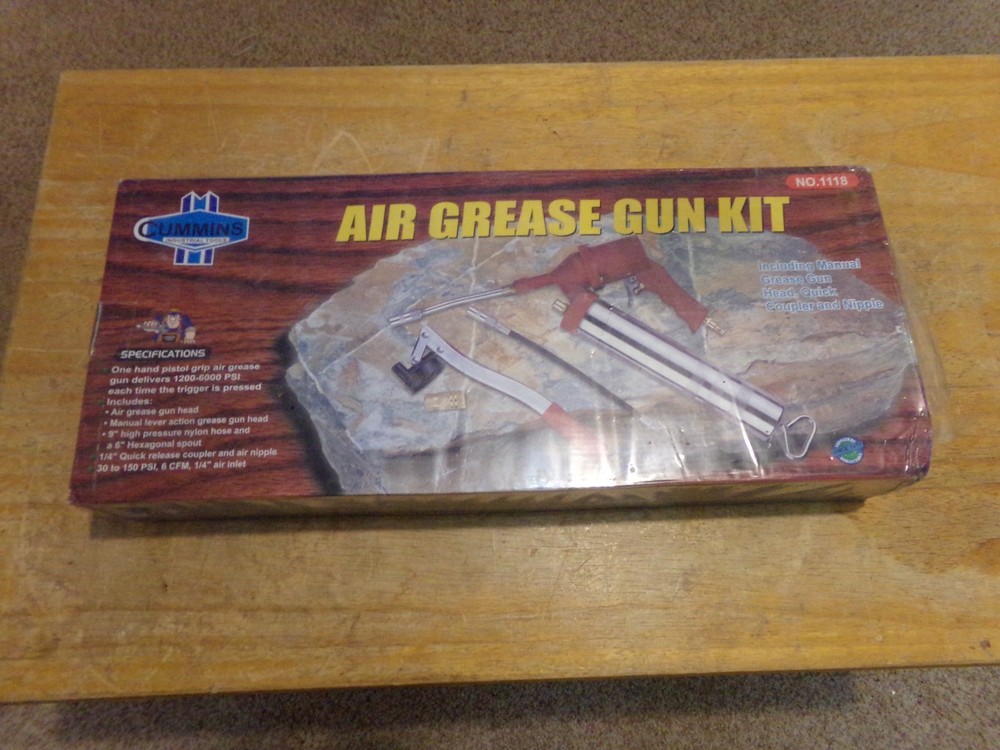 NO.1118
AIR GREASE GUN KIT
CUMMINS
INDUSTRIAL TOOLS
Including Manual
Grease Gun
Head, Quick
Coupler and Nipple
SPECIFICATIONS
One hand pistol grip air grease
gun delivers 1200-6000 PSI
each time the trigger is pressed
Includes:
• Air grease gun head
• Manual lever action grease gun head
• 9" high pressure nylon hose and
a 6" Hexagonal spout
1/4" Quick release coupler and air nipple
30 to 150 PSI, 6 CFM, 1/4" air inlet